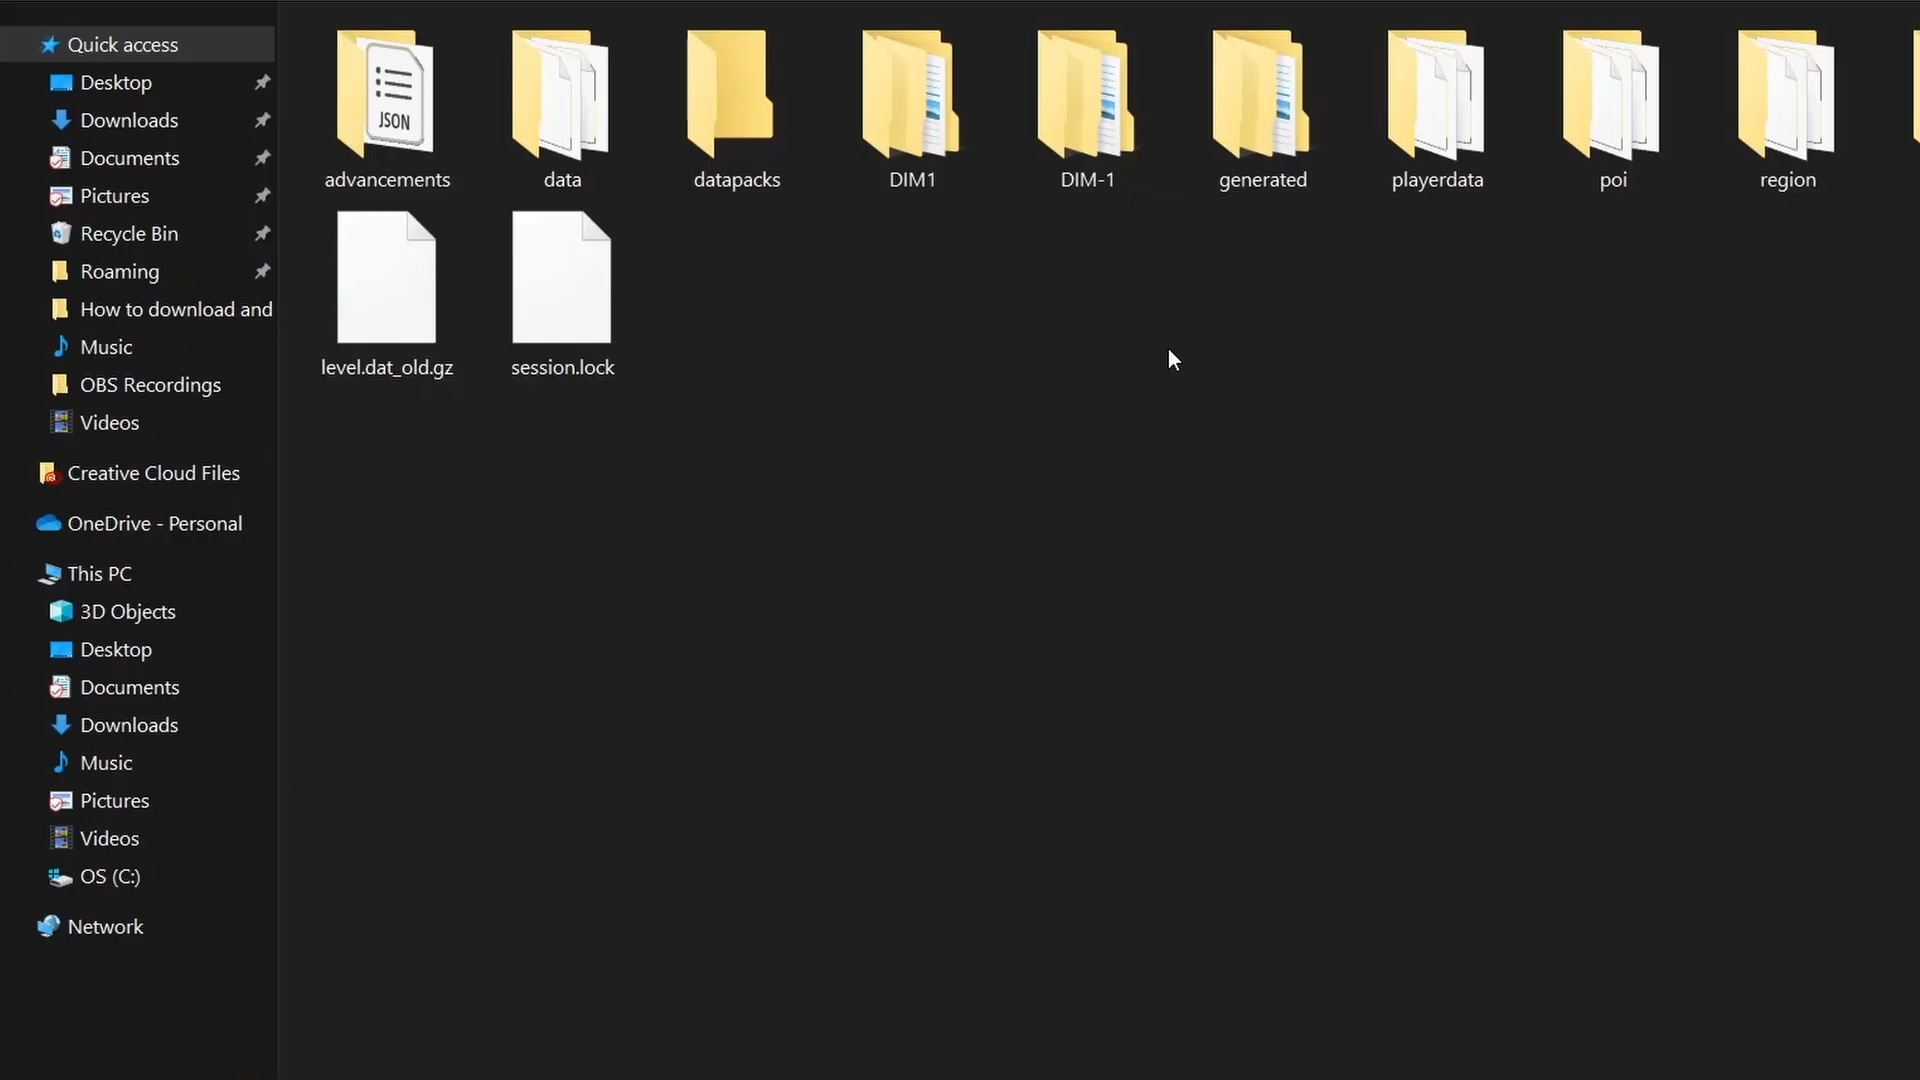 Quick access
Desktop
Downloads
Documents
Pictures
Recycle Bin
Roaming
How to download and
Music
OBS Recordings
Videos
Creative Cloud Files
OneDrive - Personal
This PC
3D Objects
Desktop
Documents
Downloads
Music
Pictures
Videos
OS (C:)
Network
JSON
advancements
data
datapacks
DIM1
DIM-1
generated
playerdata
poi
region
level.dat_old.gz
session.lock